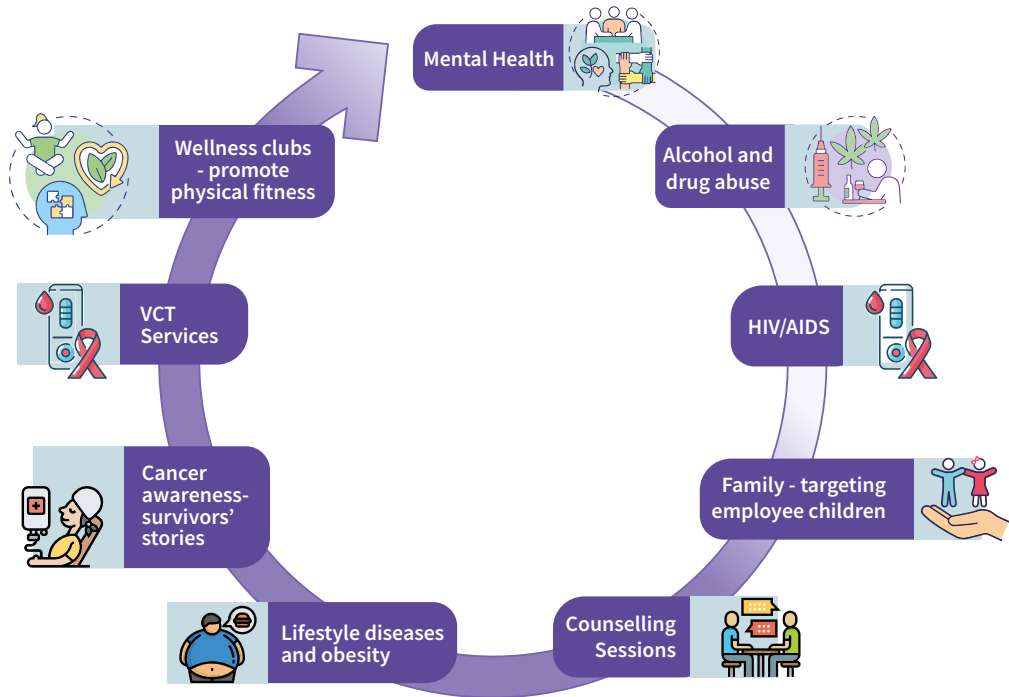 Mental Health
Alcohol and
drug abuse
HIV/AIDS
Family - targeting
employee children
Counselling
Sessions
Lifestyle diseases
and obesity
Cancer
awareness-
survivors’
stories
VCT
Services
Wellness clubs
- promote
physical fitness